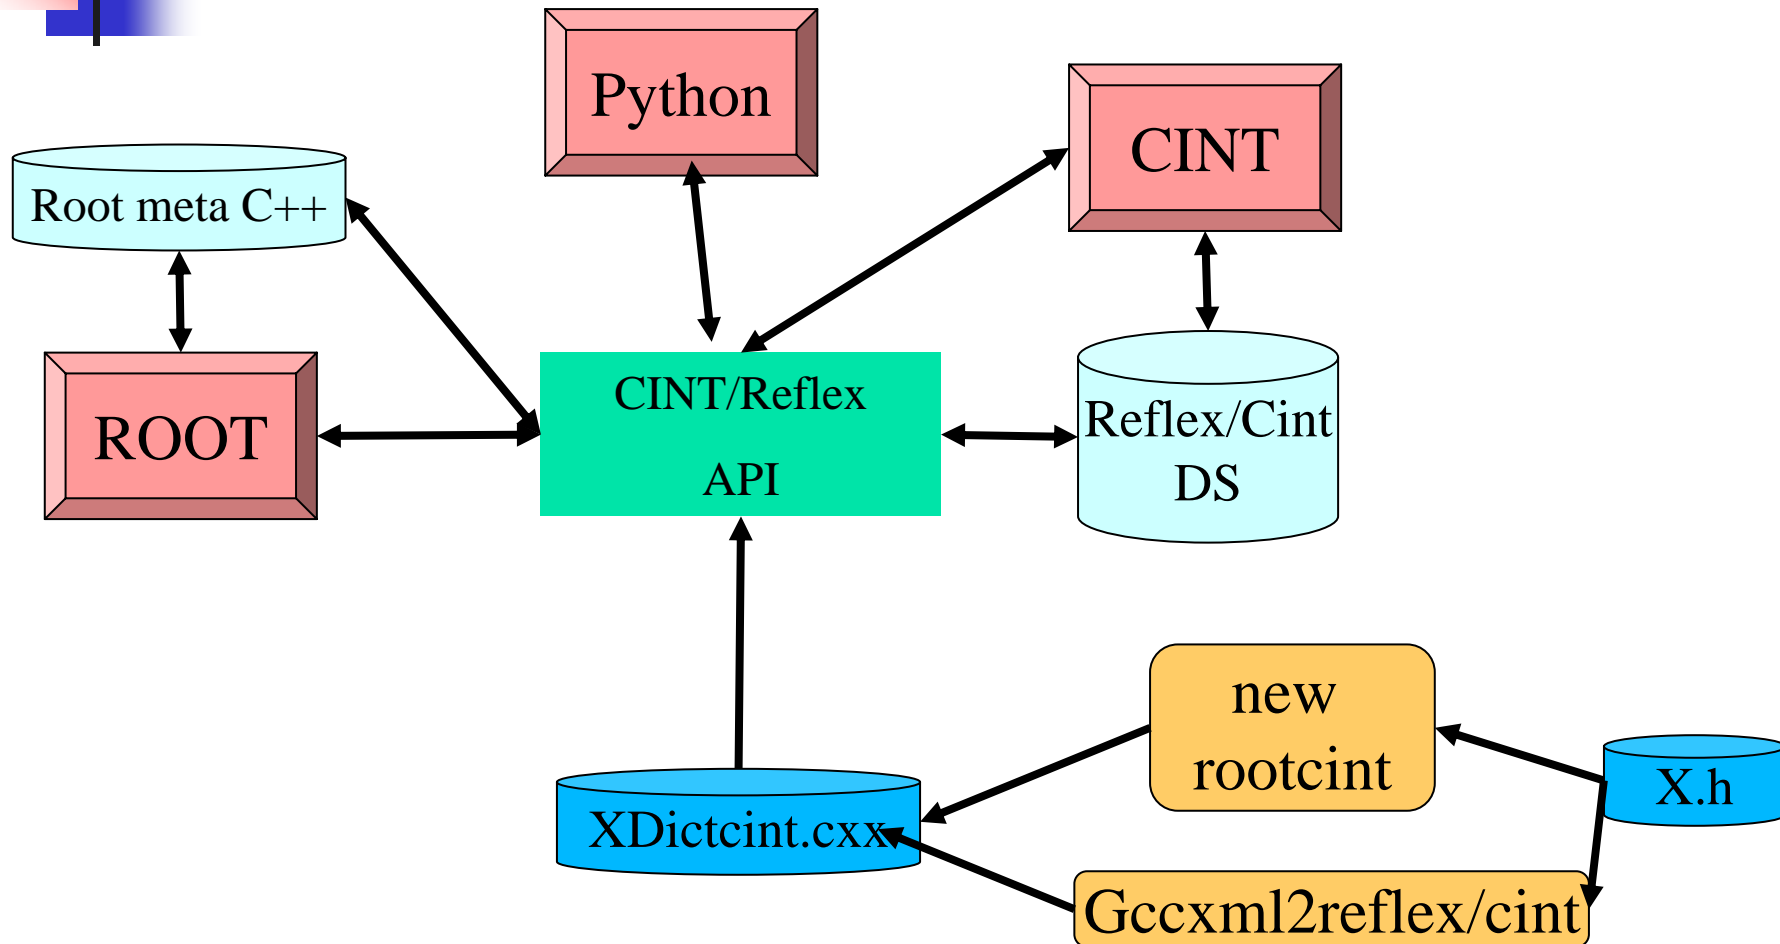 Python
CINT
Root meta C++
ROOT
CINT/Reflex
API
Reflex/Cint
DS
new
rootcint
X.h
XDictcint.cxx
Gccxml2reflex/cint